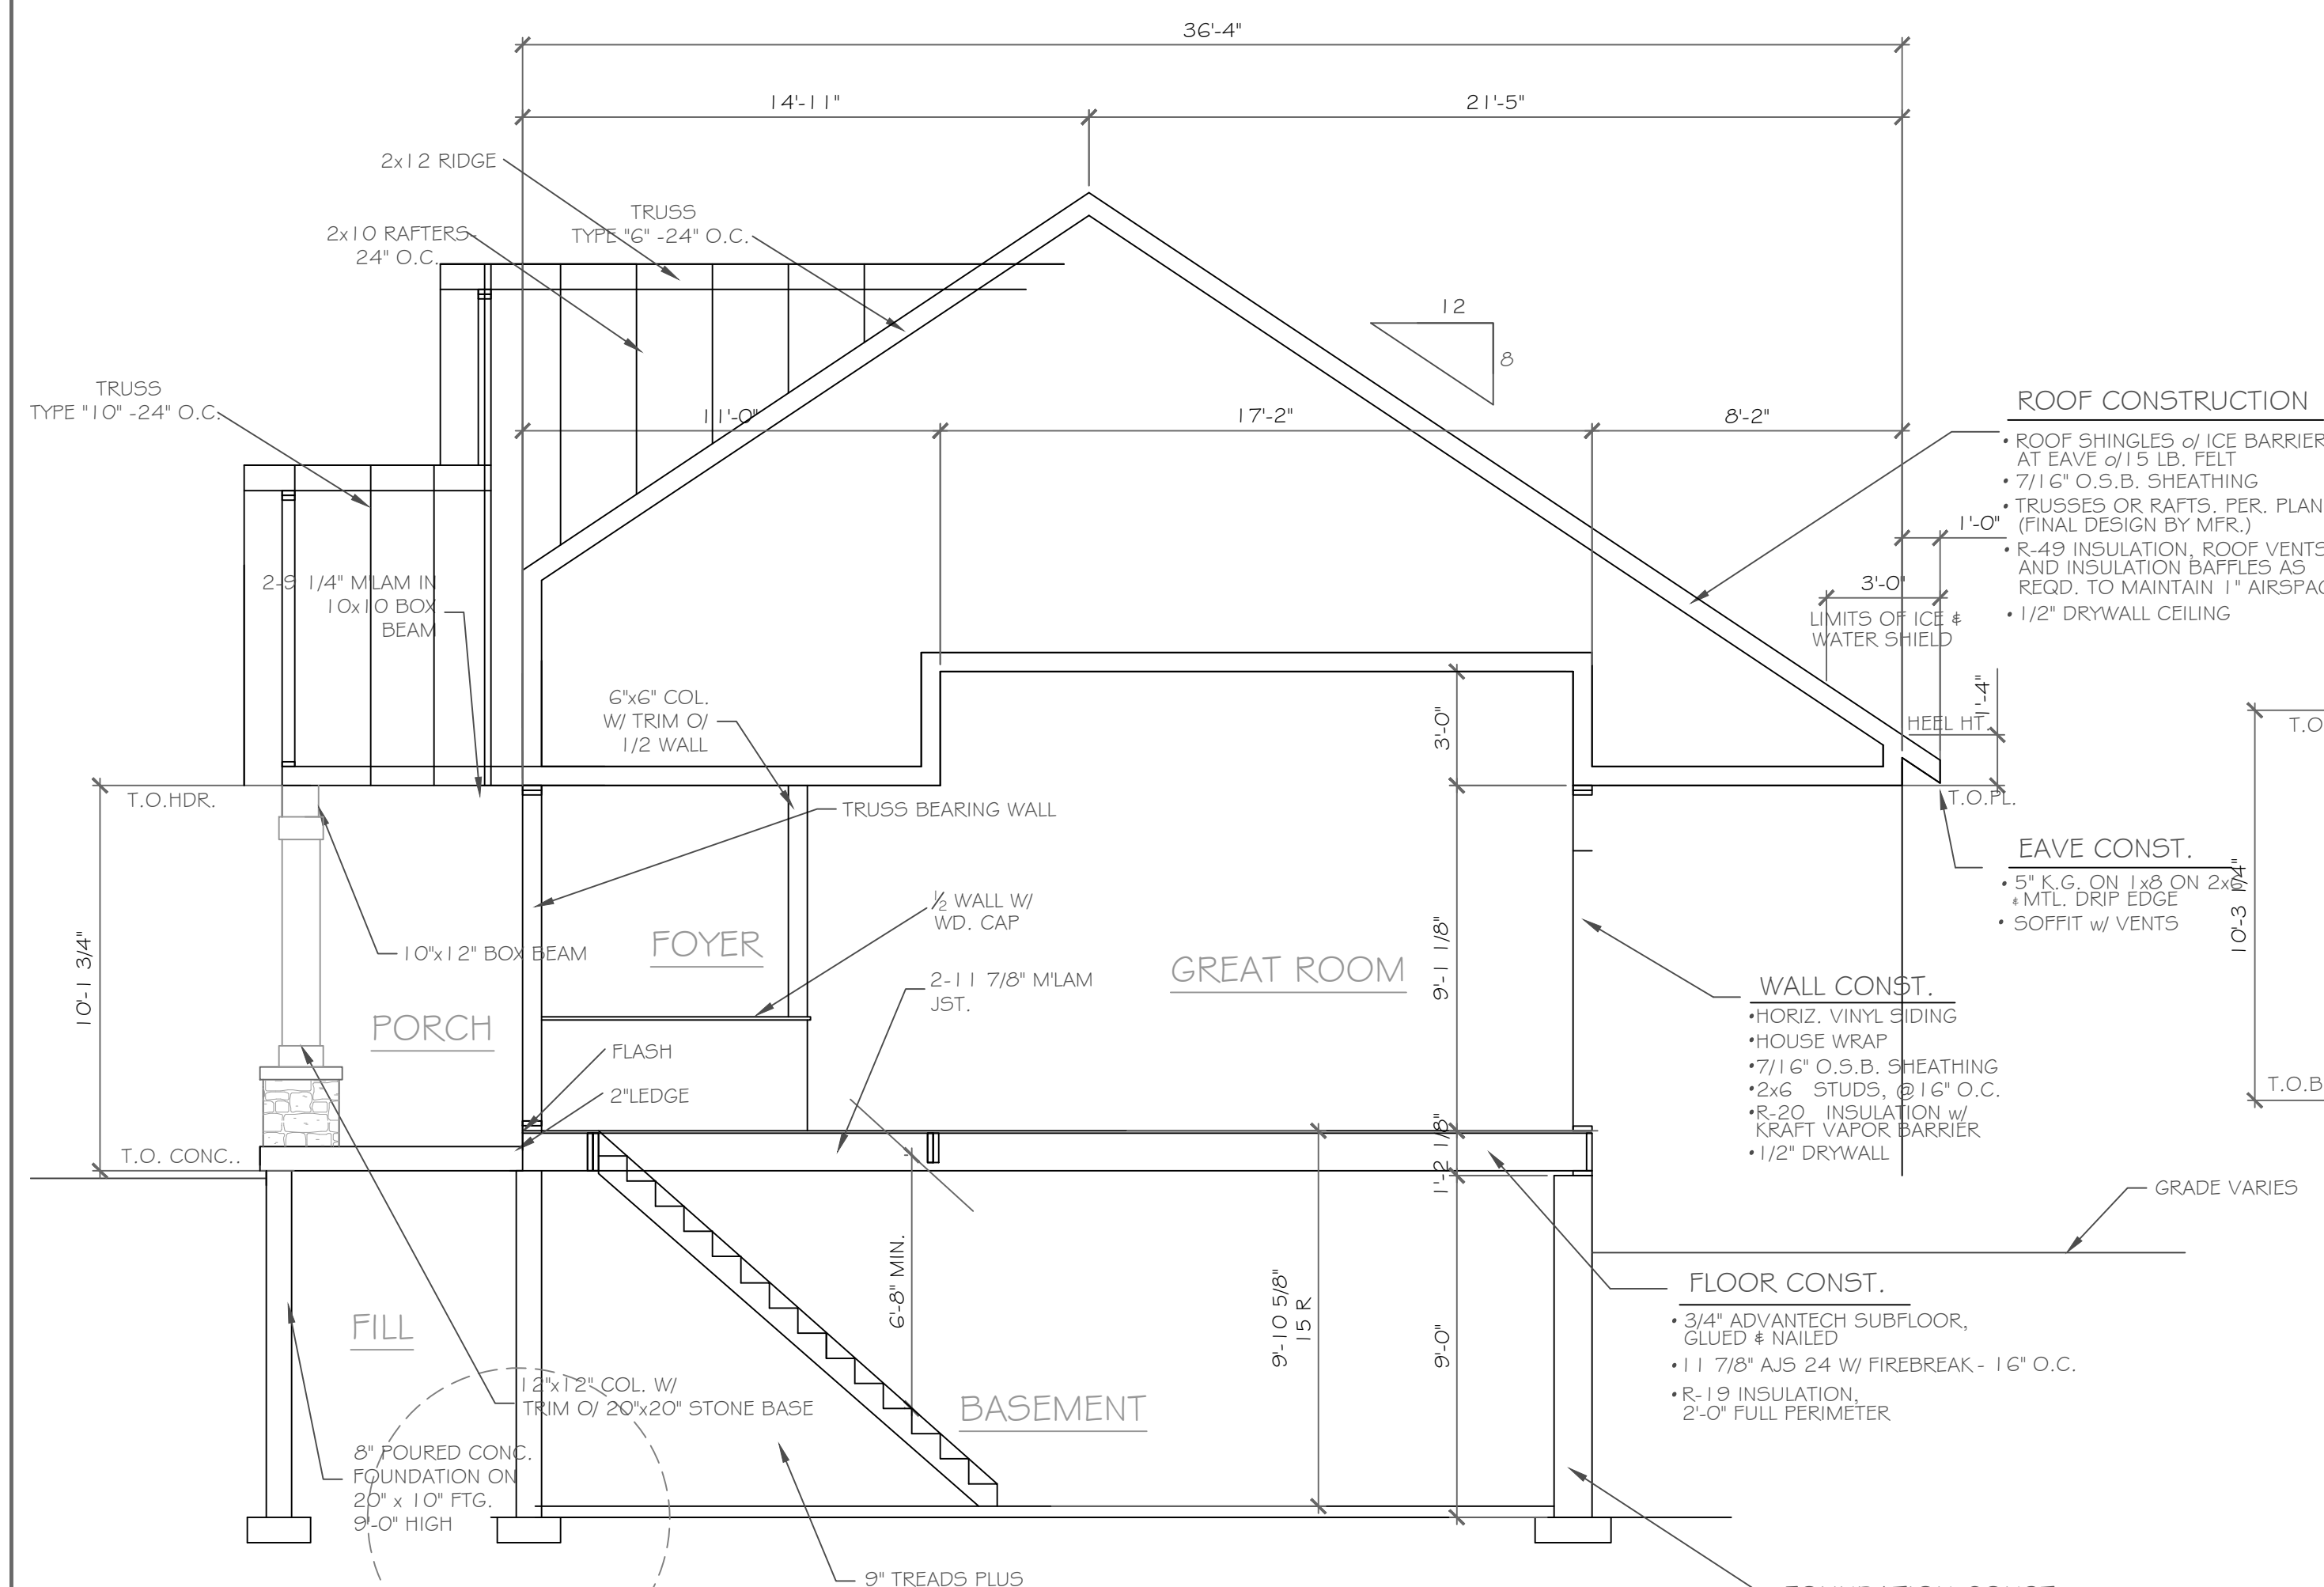 36'-4"
14'-11"
21'-5"
2x12 RIDGE
TRUSS
TYPE "6" -24" O.C.
2x10 RAFTERS-
24" O.C.
12
8
TRUSS
TYPE "10" -24" O.C.
11'-0"
17'-2"
8'-2"
ROOF CONSTRUCTION
• ROOF SHINGLES o/ ICE BARRIER
AT EAVE o/15 LB. FELT
• 7/16" O.S.B. SHEATHING
• TRUSSES OR RAFTS. PER. PLAN
(FINAL DESIGN BY MFR.)
• R-49 INSULATION, ROOF VENTS
AND INSULATION BAFFLES AS
REQD. TO MAINTAIN 1" AIRSPAC
• 1/2" DRYWALL CEILING
1'-0"
3'-0"
LIMITS OF ICE &
WATER SHIELD
2-9 1/4" M'LAM IN
10x10 BOX
BEAM
6"x6" COL.
W/ TRIM O/
1/2 WALL
3'-0"
1'-4"
HEEL HT.
T.O.PL.
T.O.
T.O.HDR.
TRUSS BEARING WALL
EAVE CONST.
• 5" K.G. ON 1x8 ON 2x6
& MTL. DRIP EDGE
• SOFFIT w/ VENTS
10'-3 1/4"
½ WALL W/
WD. CAP
10'-1 3/4"
10"x12" BOX BEAM
FOYER
GREAT ROOM
9'-1 1/8"
2-11 7/8" M'LAM
JST.
PORCH
WALL CONST.
•HORIZ. VINYL SIDING
•HOUSE WRAP
•7/16" O.S.B. SHEATHING
•2x6 STUDS, @16" O.C.
•R-20 INSULATION w/
KRAFT VAPOR BARRIER
•1/2" DRYWALL
FLASH
2"LEDGE
T.O.B
T.O. CONC..
1'-2 1/8"
GRADE VARIES
6'-8" MIN.
9'-10 5/8"
15 R
9'-0"
FLOOR CONST.
• 3/4" ADVANTECH SUBFLOOR,
GLUED & NAILED
• 11 7/8" AJS 24 W/ FIREBREAK - 16" O.C.
• R-19 INSULATION,
2'-0" FULL PERIMETER
FILL
12"x12" COL. W/
TRIM O/ 20"x20" STONE BASE
BASEMENT
8" POURED CONC.
FOUNDATION ON
20" x 10" FTG.
9'-0" HIGH
9" TREADS PLUS
FOUNDATION CONST.